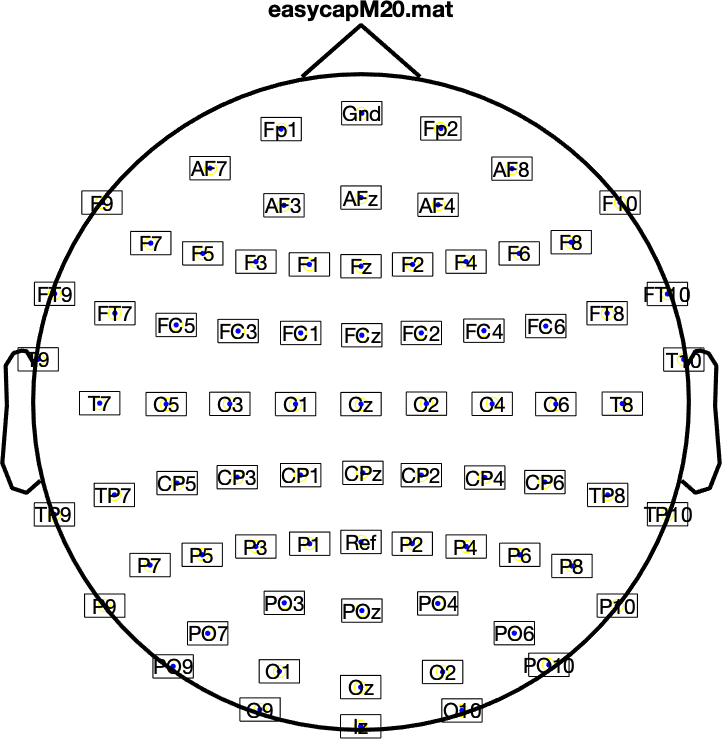 easycapM20.mat
Gnd
Fp1 Fp2
AF7 AF8
F9 AF3 AFz AF4 F10
F7 F5 F3 F1 Fz F2 F4 F6 F8
FT9 FT10
FT7 FC5 FC3 FC1 FCz FC2 FC4 FC6 FT8
T9 T10
T7 C5 C3 C1 Cz C2 C4 C6 T8
TP7 CP5 CP3 CP1 CPz CP2 CP4 CP6 TP8
TP9 TP10
P7 P5 P3 P1 Ref P2 P4 P6 P8
P9 PO3 POz PO4 P10
PO7 PO6
PO9 O1 Oz O2 PO10
O9 Iz O10